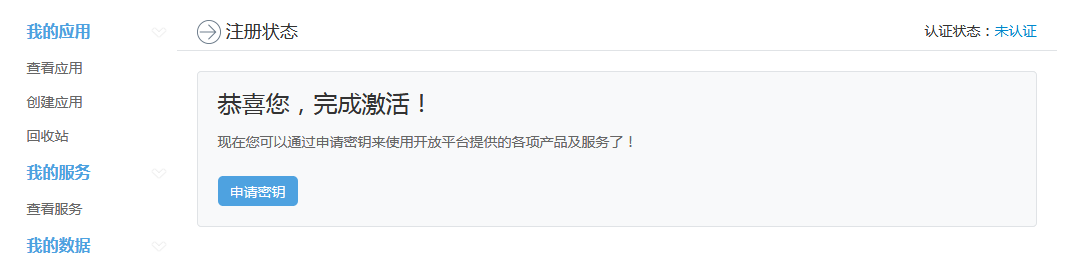 我的应用
查看应用
创建应用
回收站
我的服务
查看服务
我的数据
注册状态
认证状态：未认证
恭喜您，完成激活！
现在您可以通过申请密钥来使用开放平台提供的各项产品及服务了！
申请密钥